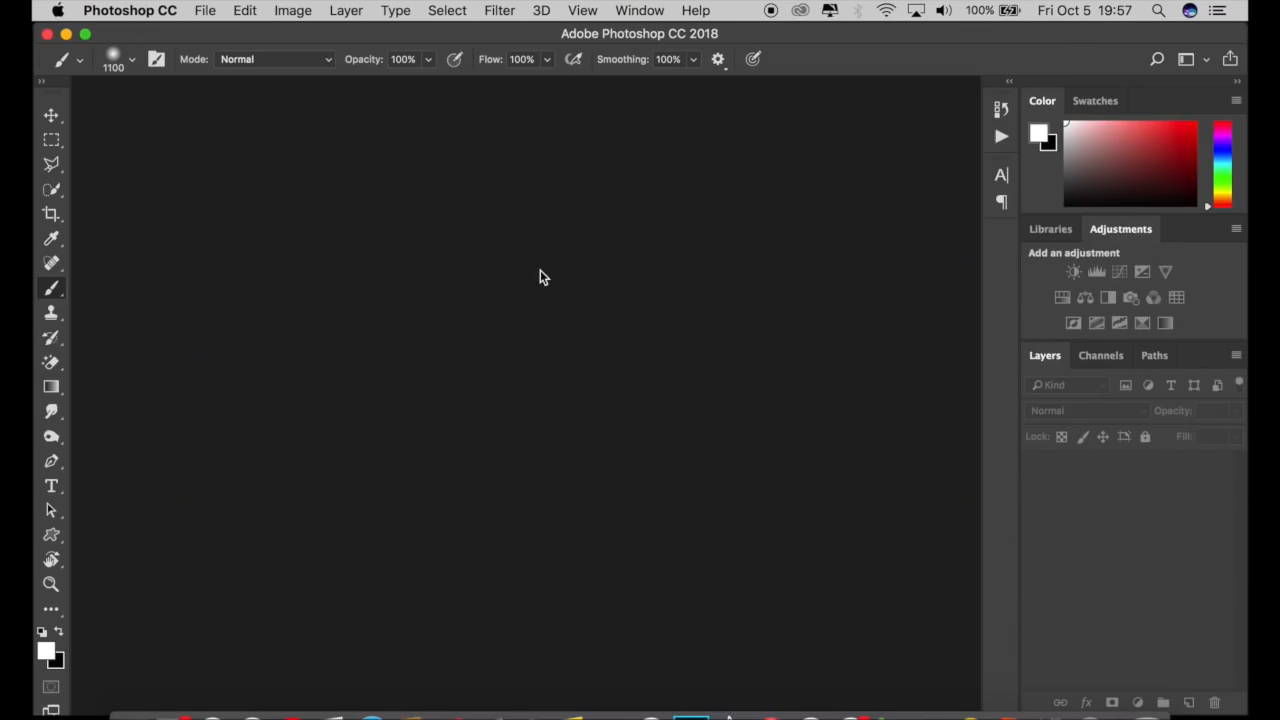 Photoshop CC File Edit Image Layer Type Select Filter 3D View Window Help 100% Fri Oct 5 19:57
Adobe Photoshop CC 2018
1100 Mode: Normal Opacity: 100% Flow: 100% Smoothing: 100%
Color Swatches
Libraries Adjustments
Add an adjustment
Layers Channels Paths
Kind
Normal Opacity:
Lock: Fill: